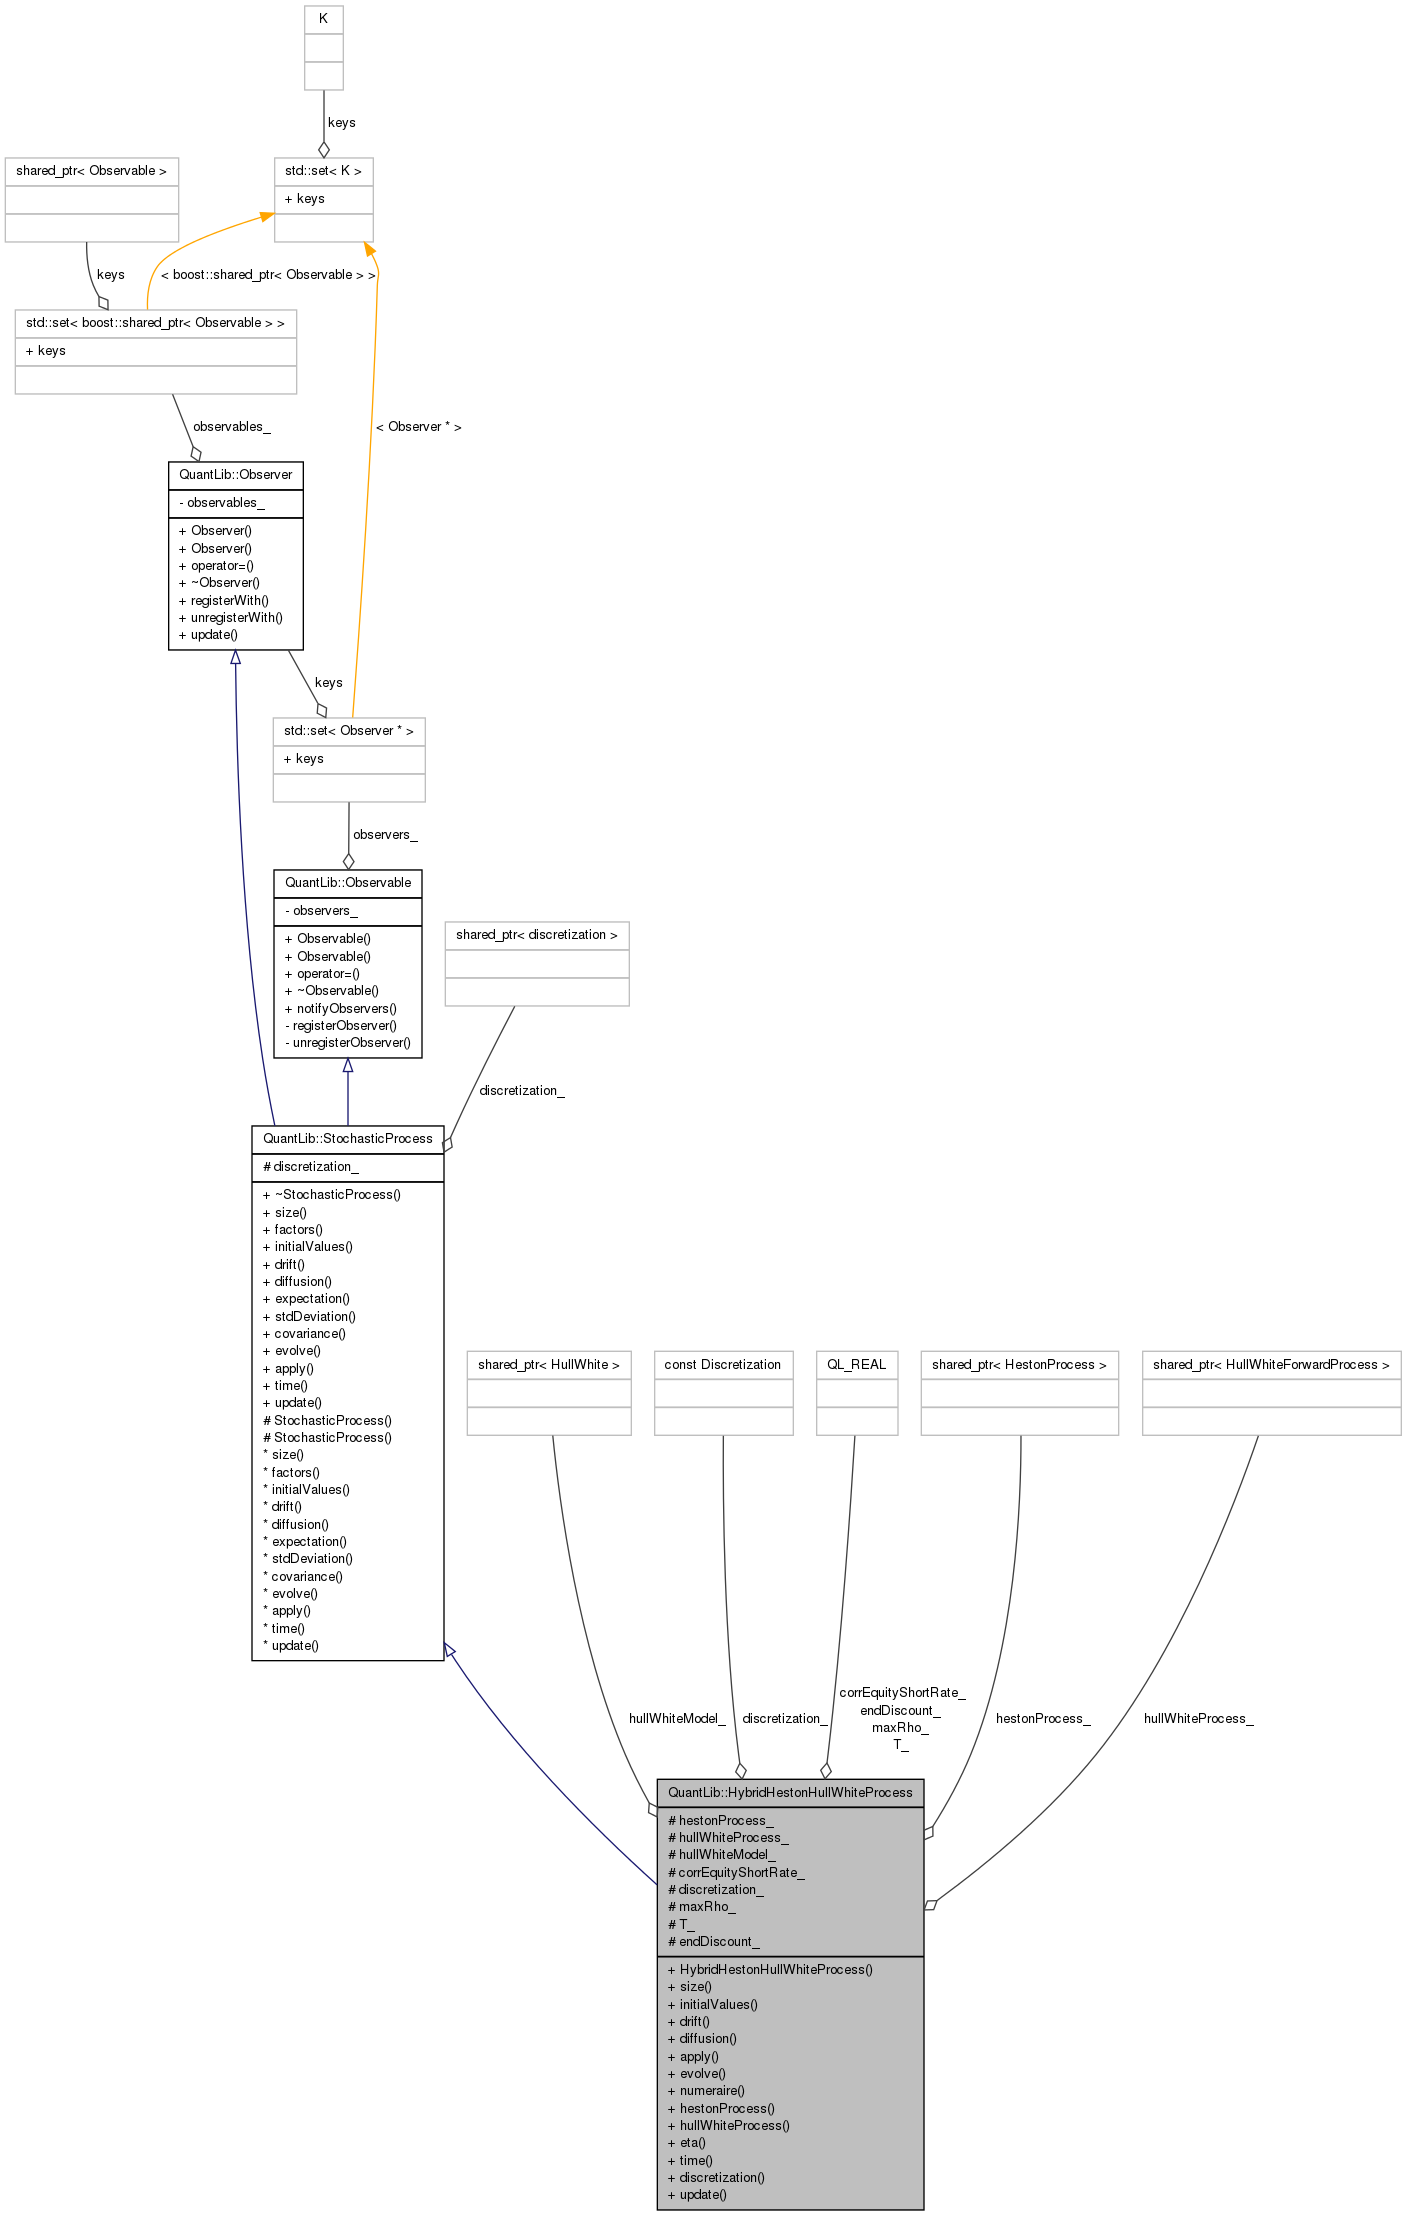 K
keys
shared_ptr< Observable >
std::set< K >
+ keys
keys
< boost::shared_ptr< Observable > >
std::set< boost::shared_ptr< Observable > >
+ keys
observables_
< Observer * >
QuantLib::Observer
- observables_
+ Observer()
+ Observer()
+ operator=()
+ ~Observer()
+ registerWith()
+ unregisterWith()
+ update()
keys
std::set< Observer * >
+ keys
observers_
QuantLib::Observable
- observers_
+ Observable()
+ Observable()
+ operator=()
+ ~Observable()
+ notifyObservers()
- registerObserver()
- unregisterObserver()
shared_ptr< discretization >
discretization_
QuantLib::StochasticProcess
# discretization_
+ ~StochasticProcess()
+ size()
+ factors()
+ initialValues()
+ drift()
+ diffusion()
+ expectation()
+ stdDeviation()
+ covariance()
+ evolve()
+ apply()
+ time()
+ update()
# StochasticProcess()
# StochasticProcess()
* size()
* factors()
* initialValues()
* drift()
* diffusion()
* expectation()
* stdDeviation()
* covariance()
* evolve()
* apply()
* time()
* update()
shared_ptr< HullWhite >
const Discretization
QL_REAL
shared_ptr< HestonProcess >
shared_ptr< HullWhiteForwardProcess >
hullWhiteModel_
discretization_
corrEquityShortRate_
endDiscount_
maxRho_
T_
hestonProcess_
hullWhiteProcess_
QuantLib::HybridHestonHullWhiteProcess
# hestonProcess_
# hullWhiteProcess_
# hullWhiteModel_
# corrEquityShortRate_
# discretization_
# maxRho_
# T_
# endDiscount_
+ HybridHestonHullWhiteProcess()
+ size()
+ initialValues()
+ drift()
+ diffusion()
+ apply()
+ evolve()
+ numeraire()
+ hestonProcess()
+ hullWhiteProcess()
+ eta()
+ time()
+ discretization()
+ update()